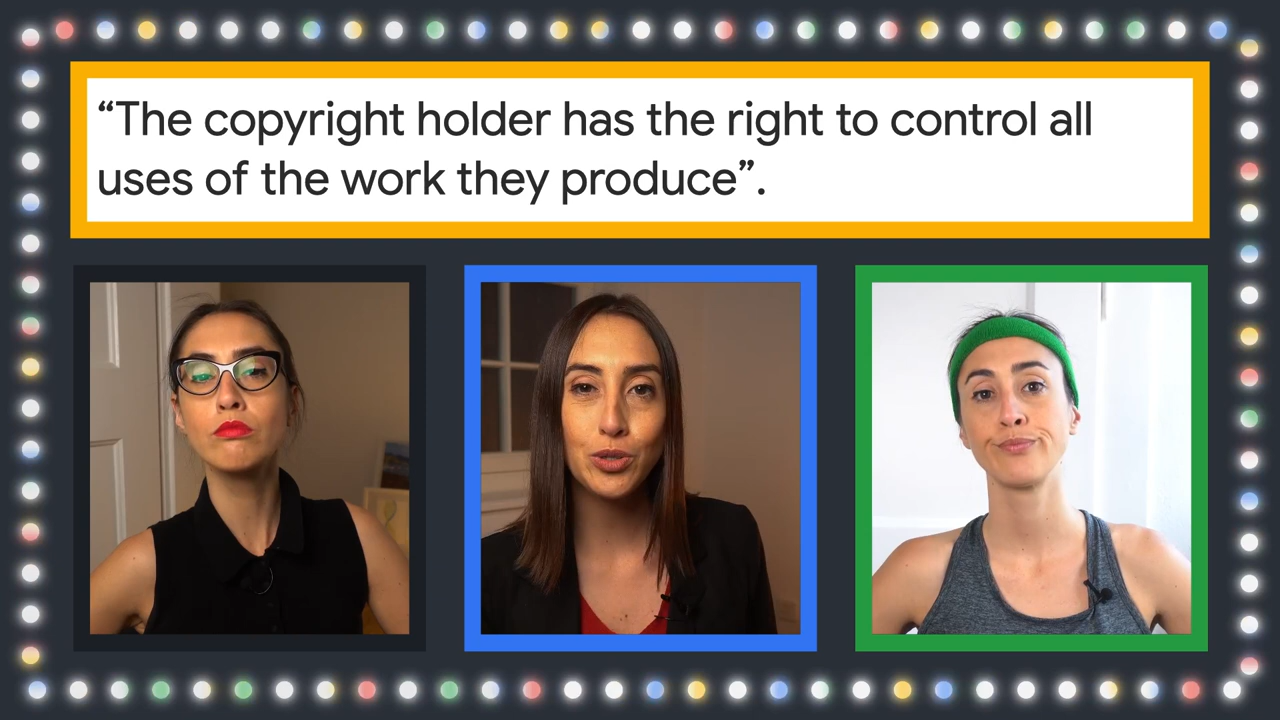 “The copyright holder has the right to control all
uses of the work they produce”.